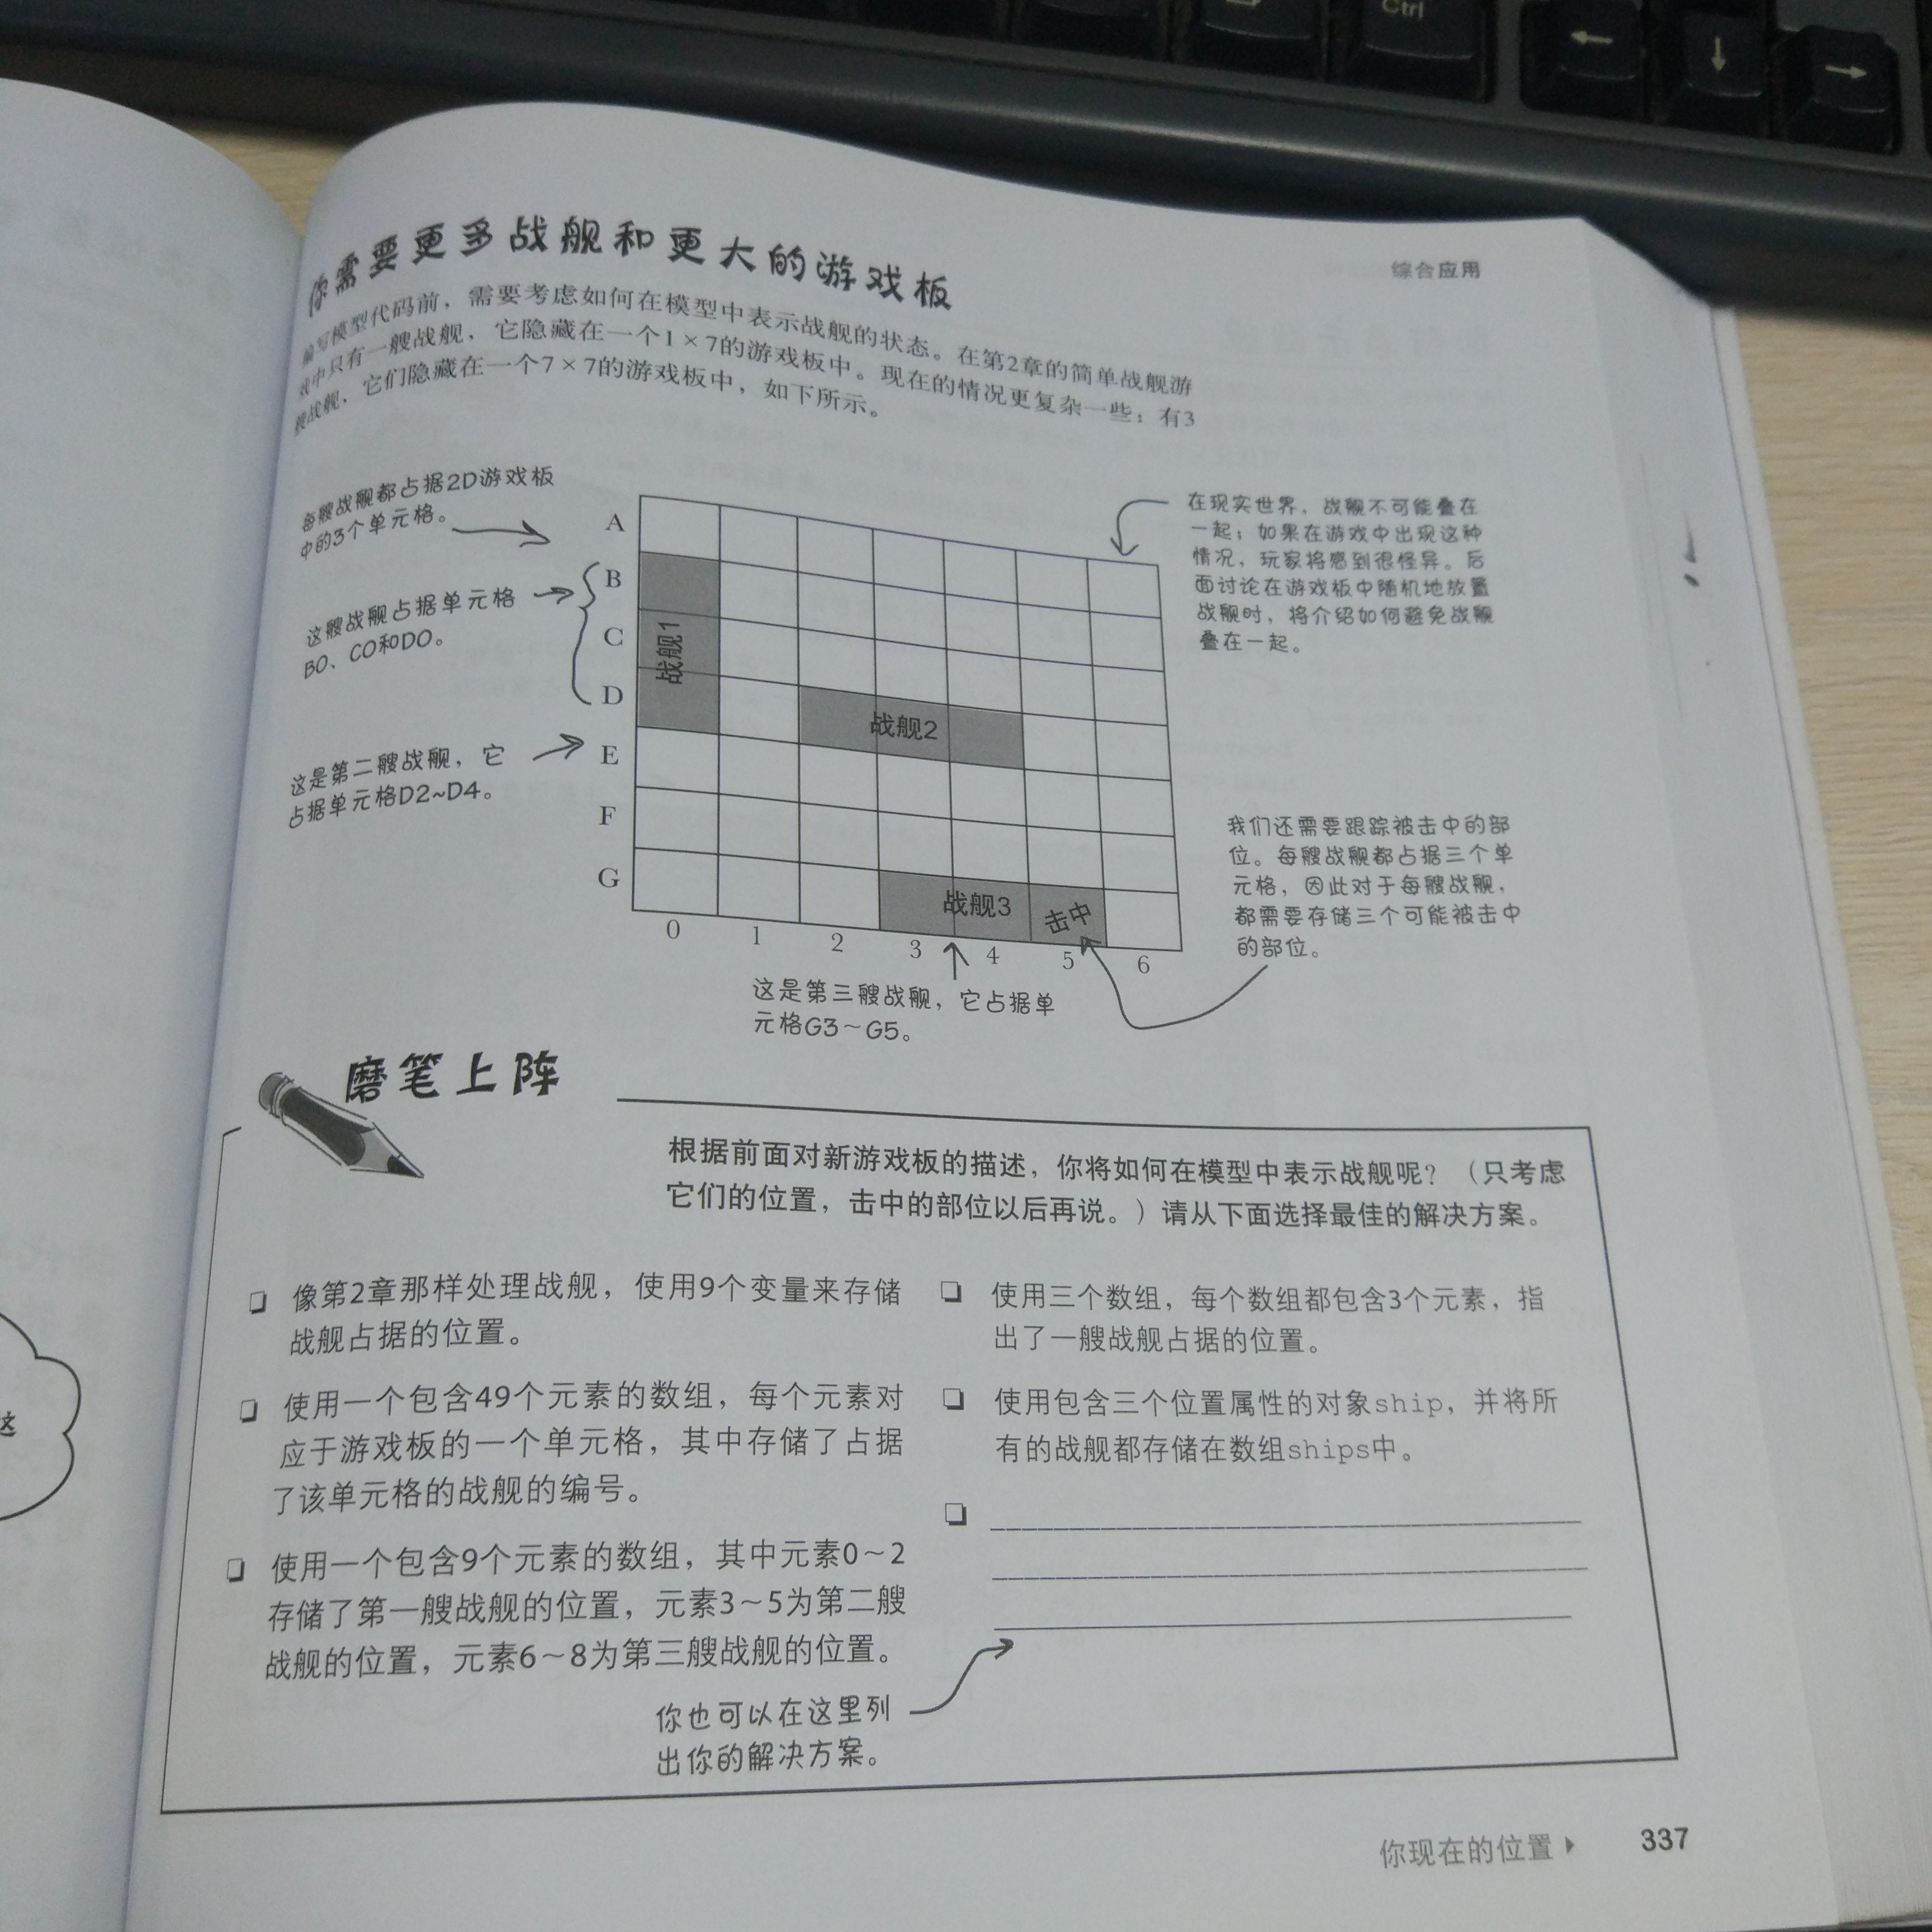 Ctrl
综合应用
你需要更多战舰和更大的游戏板
编写模型代码前，需要考虑如何在模型中表示战舰的状态。在第2章的简单战舰游
戏中只有一艘战舰，它隐藏在一个1×7的游戏板中。现在的情况更复杂一些：有3
艘战舰，它们隐藏在一个7×7的游戏板中，如下所示。
每艘战舰都占据2D游戏板
中的3个单元格。
这艘战舰占据单元格
B0、C0和D0。
这是第二艘战舰，它
占据单元格D2~D4。
A
B
C
D
E
F
G
战舰1
战舰2
战舰3
击中
0 1 2 3 4 5 6
在现实世界，战舰不可能叠在
一起；如果在游戏中出现这种
情况，玩家将感到很怪异。后
面讨论在游戏板中随机地放置
战舰时，将介绍如何避免战舰
叠在一起。
我们还需要跟踪被击中的部
位。每艘战舰都占据三个单
元格，因此对于每艘战舰，
都需要存储三个可能被击中
的部位。
这是第三艘战舰，它占据单
元格G3～G5。
磨笔上阵
根据前面对新游戏板的描述，你将如何在模型中表示战舰呢？（只考虑
它们的位置，击中的部位以后再说。）请从下面选择最佳的解决方案。
像第2章那样处理战舰，使用9个变量来存储
战舰占据的位置。
使用一个包含49个元素的数组，每个元素对
应于游戏板的一个单元格，其中存储了占据
了该单元格的战舰的编号。
使用一个包含9个元素的数组，其中元素0～2
存储了第一艘战舰的位置，元素3～5为第二艘
战舰的位置，元素6～8为第三艘战舰的位置。
使用三个数组，每个数组都包含3个元素，指
出了一艘战舰占据的位置。
使用包含三个位置属性的对象ship，并将所
有的战舰都存储在数组ships中。
你也可以在这里列
出你的解决方案。
这
你现在的位置 337